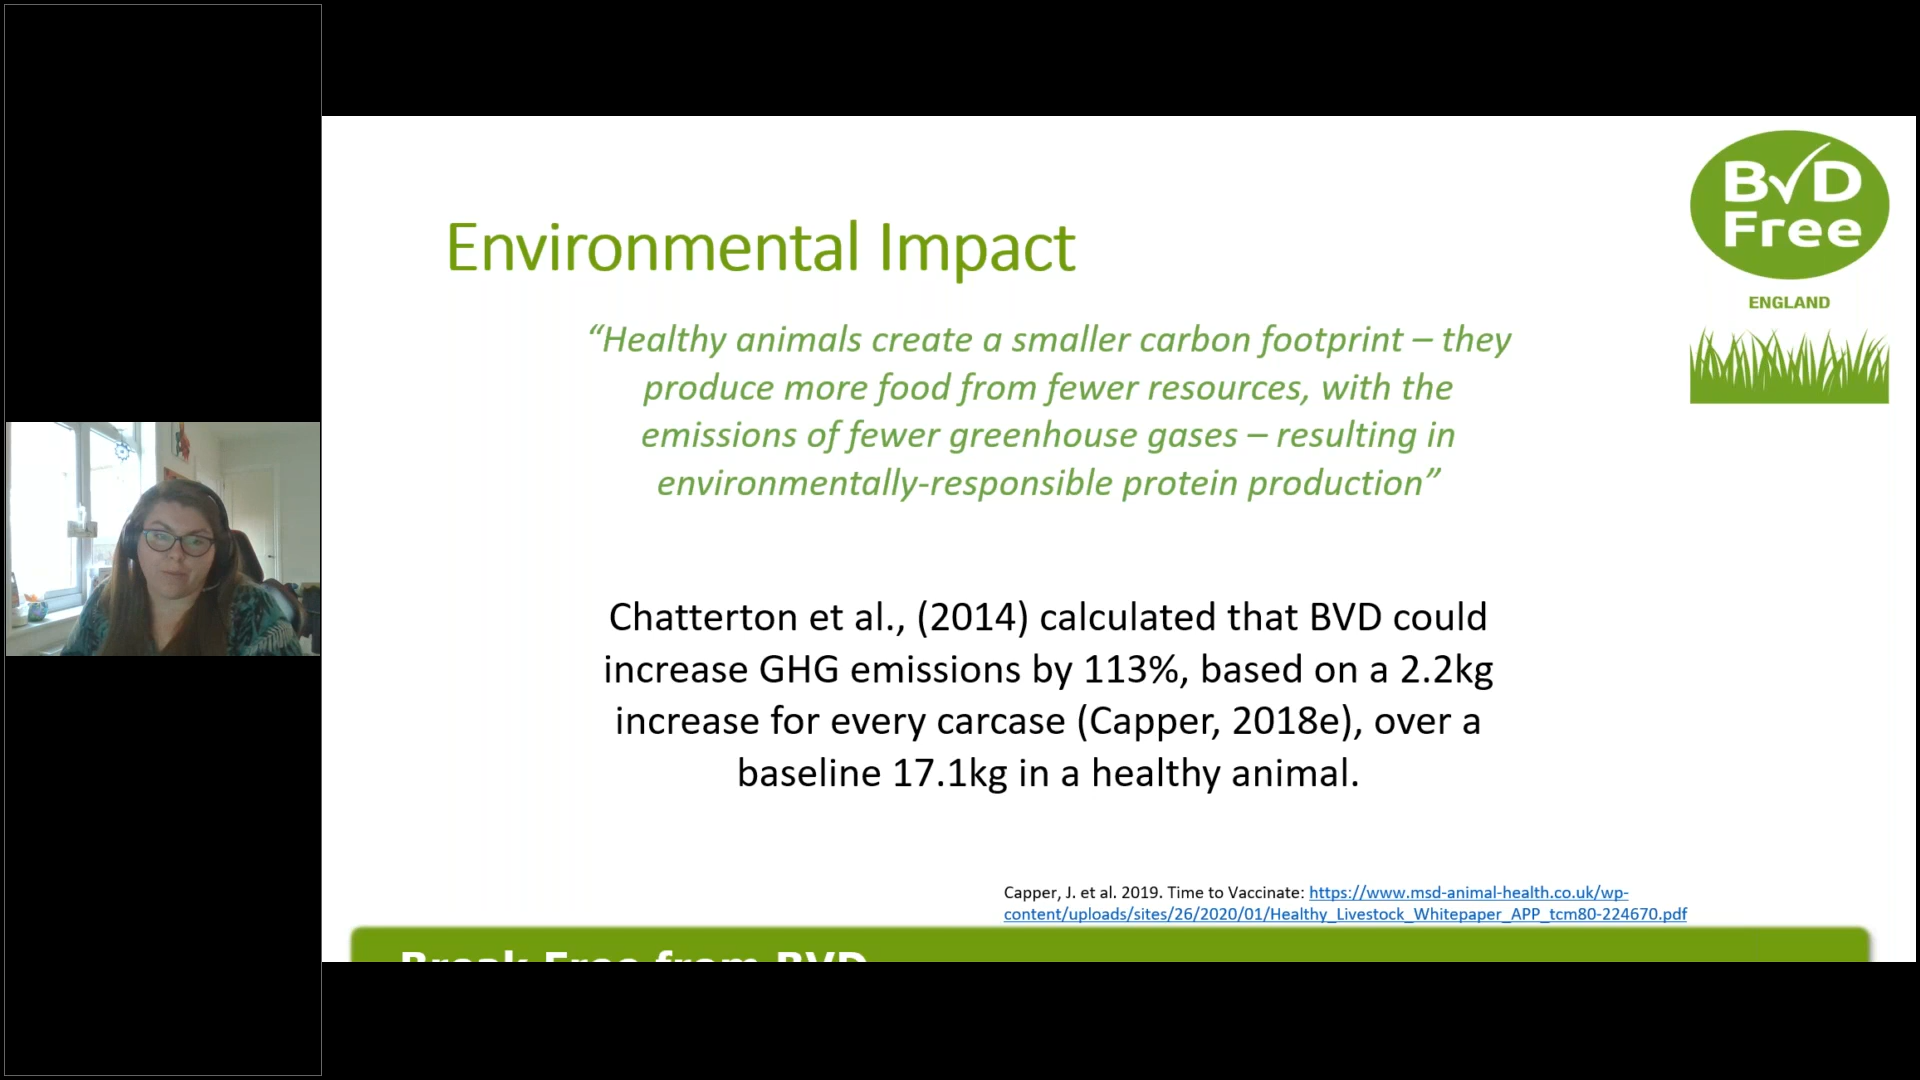 BVD
Free
ENGLAND
Environmental Impact
“Healthy animals create a smaller carbon footprint – they
produce more food from fewer resources, with the
emissions of fewer greenhouse gases – resulting in
environmentally-responsible protein production”
Chatterton et al., (2014) calculated that BVD could
increase GHG emissions by 113%, based on a 2.2kg
increase for every carcase (Capper, 2018e), over a
baseline 17.1kg in a healthy animal.
Capper, J. et al. 2019. Time to Vaccinate: https://www.msd-animal-health.co.uk/wp-
content/uploads/sites/26/2020/01/Healthy_Livestock_Whitepaper_APP_tcm80-224670.pdf
Break Free from BVD